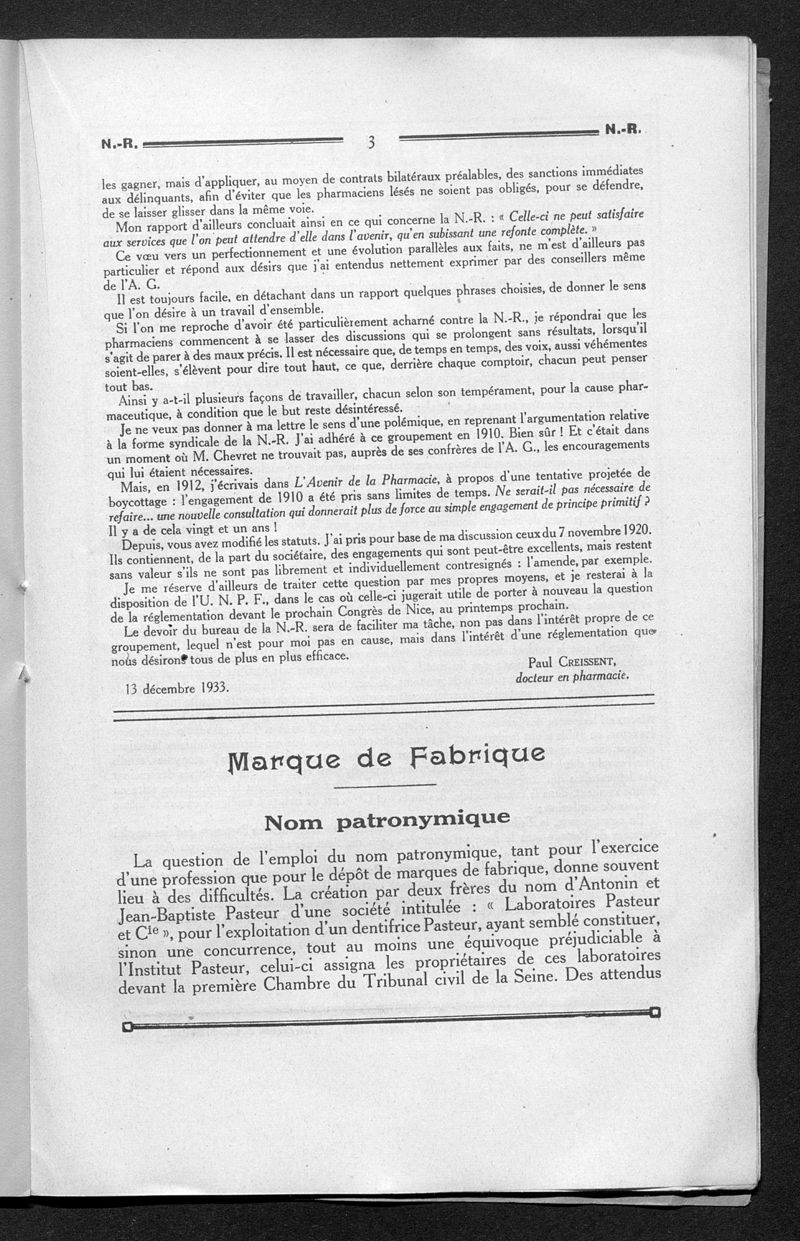 N.-R. 3 N.-R.
les gagner, mais d'appliquer, au moyen de contrats bilatéraux préalables, des sanctions immédiates
aux délinquants, afin d'éviter que les pharmaciens lésés ne soient pas obligés, pour se défendre,
de se laisser glisser dans la même voie.
Mon rapport d'ailleurs concluait ainsi en ce qui concerne la N.-R. : « Celle-ci ne peut satisfaire
aux services que l'on peut attendre d'elle dans l'avenir, qu'en subissant une refonte complète. »
Ce vœu vers un perfectionnement et une évolution parallèles aux faits, ne m'est d'ailleurs pas
particulier et répond aux désirs que j'ai entendus nettement exprimer par des conseillers même
de l'A. G.
Il est toujours facile, en détachant dans un rapport quelques phrases choisies, de donner le sens
que l'on désire à un travail d'ensemble.
Si l'on me reproche d'avoir été particulièrement acharné contre la N.-R., je répondrai que les
pharmaciens commencent à se lasser des discussions qui se prolongent sans résultats, lorsqu'il
s'agit de parer à des maux précis. Il est nécessaire que, de temps en temps, des voix, aussi véhémentes
soient-elles, s'élèvent pour dire tout haut, ce que, derrière chaque comptoir, chacun peut penser
tout bas.
Ainsi y a-t-il plusieurs façons de travailler, chacun selon son tempérament, pour la cause phar-
maceutique, à condition que le but reste désintéressé.
Je ne veux pas donner à ma lettre le sens d'une polémique, en reprenant l'argumentation relative
à la forme syndicale de la N.-R. J'ai adhéré à ce groupement en 1910. Bien sûr ! Et c'était dans
un moment où M. Chevret ne trouvait pas, auprès de ses confrères de l'A. G., les encouragements
qui lui étaient nécessaires.
Mais, en 1912, j'écrivais dans L'Avenir de la Pharmacie, à propos d'une tentative projetée de
boycottage : l'engagement de 1910 a été pris sans limites de temps. Ne serait-il pas nécessaire de
refaire... une nouvelle consultation qui donnerait plus de force au simple engagement de principe primitif ?
Il y a de cela vingt et un ans !
Depuis, vous avez modifié les statuts. J'ai pris pour base de ma discussion ceux du 7 novembre 1920.
Ils contiennent, de la part du sociétaire, des engagements qui sont peut-être excellents, mais restent
sans valeur s'ils ne sont pas librement et individuellement contresignés : l'amende, par exemple.
Je me réserve d'ailleurs de traiter cette question par mes propres moyens, et je resterai à la
disposition de l'U. N. P. F., dans le cas où celle-ci jugerait utile de porter à nouveau la question
de la réglementation devant le prochain Congrès de Nice, au printemps prochain.
Le devoir du bureau de la N.-R. sera de faciliter ma tâche, non pas dans l'intérêt propre de ce
groupement, lequel n'est pour moi pas en cause, mais dans l'intérêt d'une réglementation que
nous désirons tous de plus en plus efficace.
Paul CREISSENT,
docteur en pharmacie.
13 décembre 1933.
Marque de Fabrique
Nom patronymique
La question de l'emploi du nom patronymique, tant pour l'exercice
d'une profession que pour le dépôt de marques de fabrique, donne souvent
lieu à des difficultés. La création par deux frères du nom d'Antonin et
Jean-Baptiste Pasteur d'une société intitulée : « Laboratoires Pasteur
et Cie », pour l'exploitation d'un dentifrice Pasteur, ayant semblé constituer,
sinon une concurrence, tout au moins une équivoque préjudiciable à
l'Institut Pasteur, celui-ci assigna les propriétaires de ces laboratoires
devant la première Chambre du Tribunal civil de la Seine. Des attendus